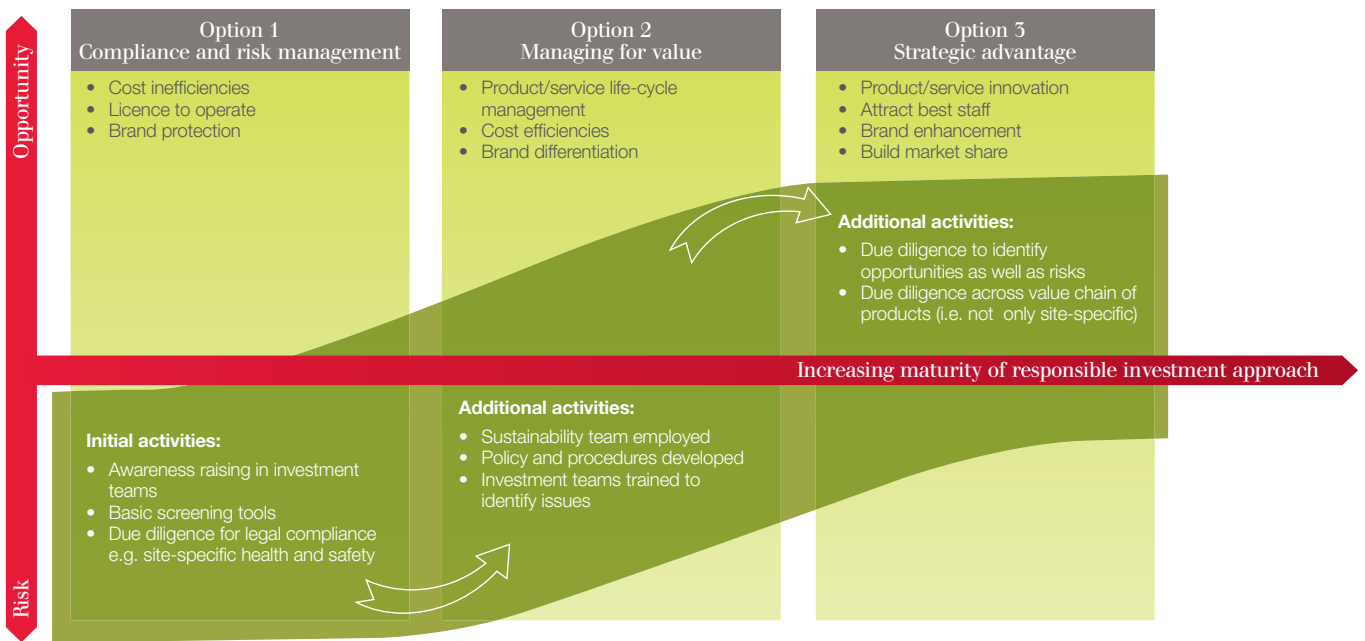 Opportunity
Risk
Option 1
Compliance and risk management
• Cost inefficiencies
• Licence to operate
• Brand protection
Option 2
Managing for value
• Product/service life-cycle
management
• Cost efficiencies
• Brand differentiation
Option 3
Strategic advantage
• Product/service innovation
• Attract best staff
• Brand enhancement
• Build market share
Additional activities:
• Due diligence to identify
opportunities as well as risks
• Due diligence across value chain of
products (i.e. not only site-specific)
Increasing maturity of responsible investment approach
Initial activities:
• Awareness raising in investment
teams
• Basic screening tools
• Due diligence for legal compliance
e.g. site-specific health and safety
Additional activities:
• Sustainability team employed
• Policy and procedures developed
• Investment teams trained to
identify issues